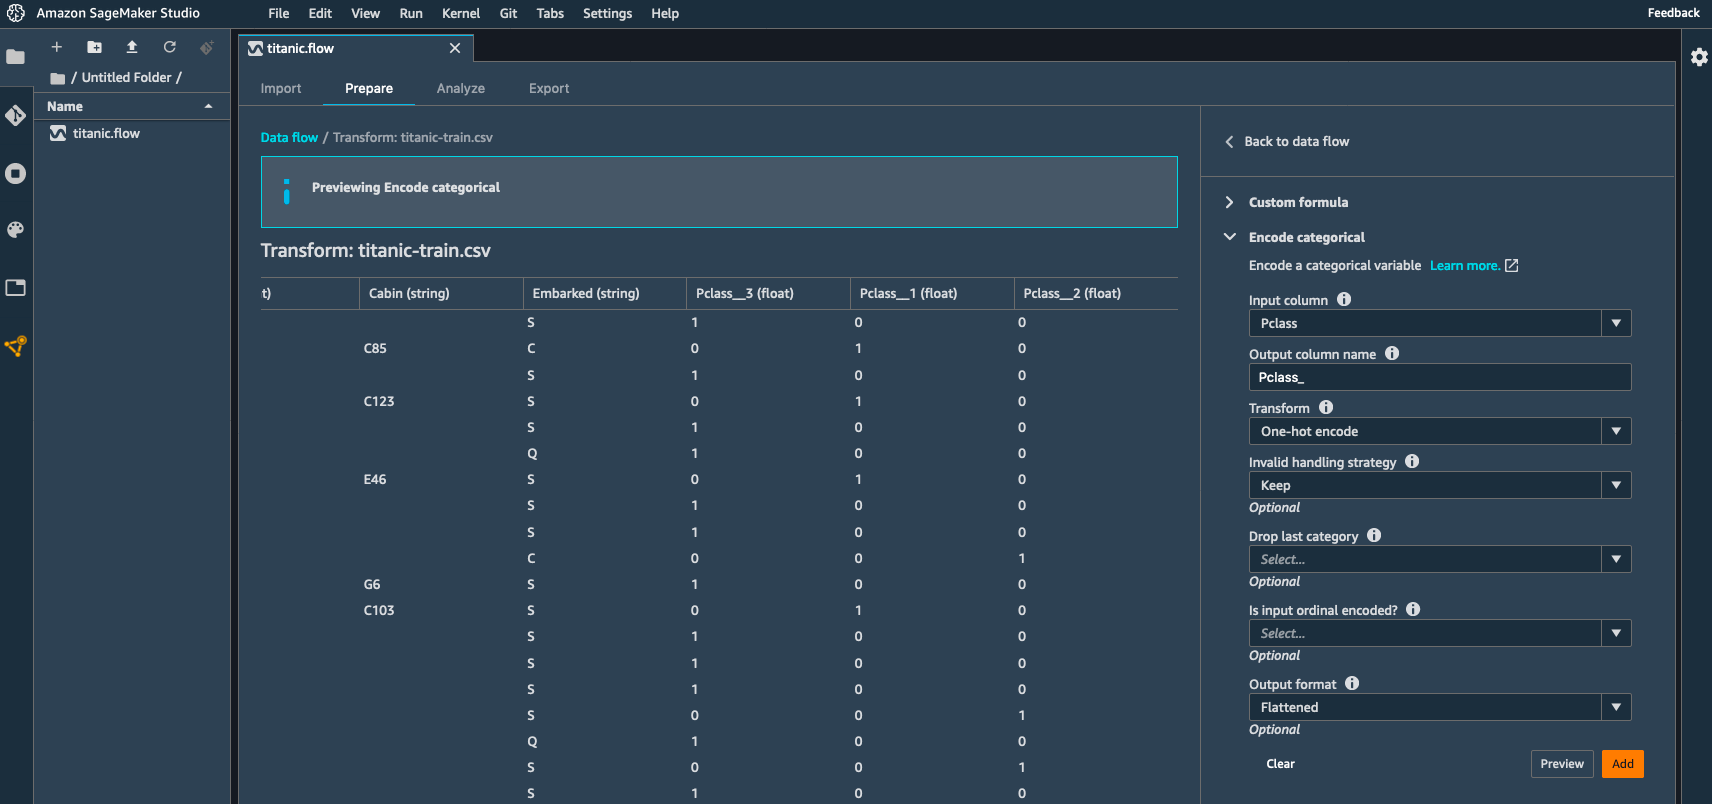 Amazon SageMaker Studio
File Edit View Run Kernel Git Tabs Settings Help
Feedback
/ Untitled Folder /
Name
titanic.flow
titanic.flow
Import Prepare Analyze Export
Data flow / Transform: titanic-train.csv
Previewing Encode categorical
Transform: titanic-train.csv
t) Cabin (string) Embarked (string) Pclass__3 (float) Pclass__1 (float) Pclass__2 (float)
S 1 0 0
C85 C 0 1 0
S 1 0 0
C123 S 0 1 0
S 1 0 0
Q 1 0 0
E46 S 0 1 0
S 1 0 0
S 1 0 0
C 0 0 1
G6 S 1 0 0
C103 S 0 1 0
S 1 0 0
S 1 0 0
S 1 0 0
S 0 0 1
Q 1 0 0
S 0 0 1
S 1 0 0
Back to data flow
Custom formula
Encode categorical
Encode a categorical variable Learn more.
Input column
Pclass
Output column name
Pclass_
Transform
One-hot encode
Invalid handling strategy
Keep
Optional
Drop last category
Select...
Optional
Is input ordinal encoded?
Select...
Optional
Output format
Flattened
Optional
Clear Preview Add